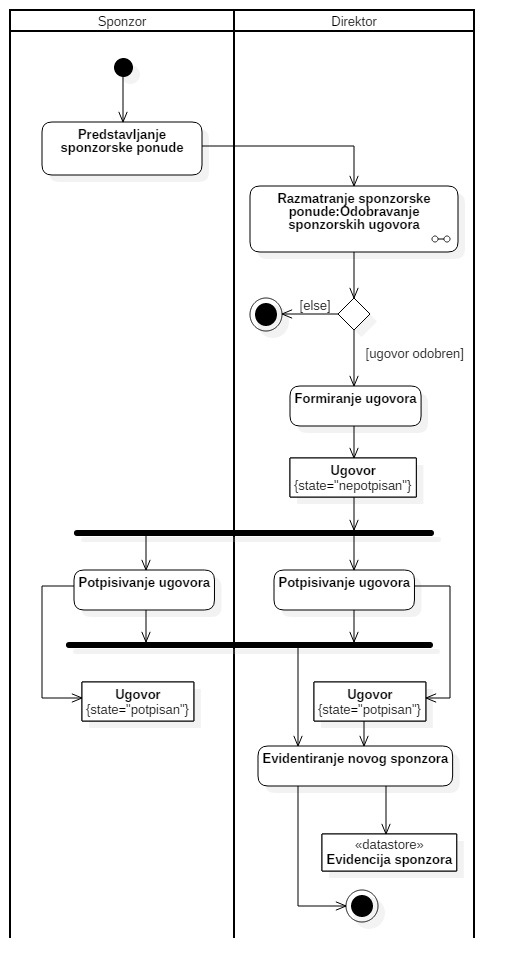 Sponzor
Direktor
Predstavljanje
sponzorske ponude
Razmatranje sponzorske
ponude:Odobravanje
sponzorskih ugovora
[else]
[ugovor odobren]
Formiranje ugovora
Ugovor
{state="nepotpisan"}
Potpisivanje ugovora
Potpisivanje ugovora
Ugovor
{state="potpisan"}
Ugovor
{state="potpisan"}
Evidentiranje novog sponzora
«datastore»
Evidencija sponzora